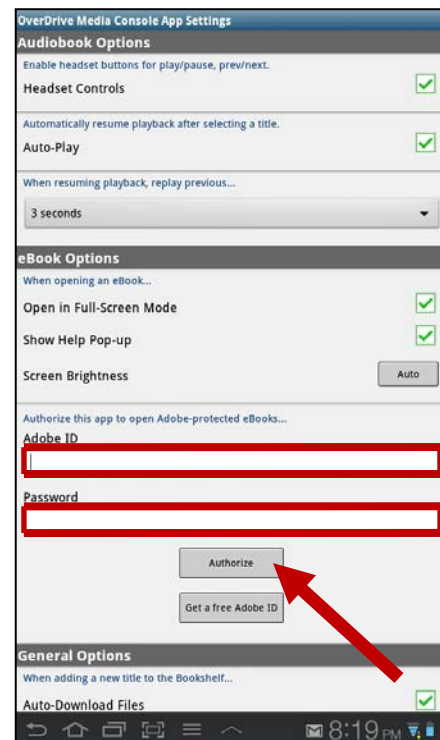 OverDrive Media Console App Settings
Audiobook Options
Enable headset buttons for play/pause, prev/next.
Headset Controls
Automatically resume playback after selecting a title.
Auto-Play
When resuming playback, replay previous...
3 seconds
eBook Options
When opening an eBook...
Open in Full-Screen Mode
Show Help Pop-up
Screen Brightness
Auto
Authorize this app to open Adobe-protected eBooks...
Adobe ID
Password
Authorize
Get a free Adobe ID
General Options
When adding a new title to the Bookshelf...
Auto-Download Files
8:19 PM